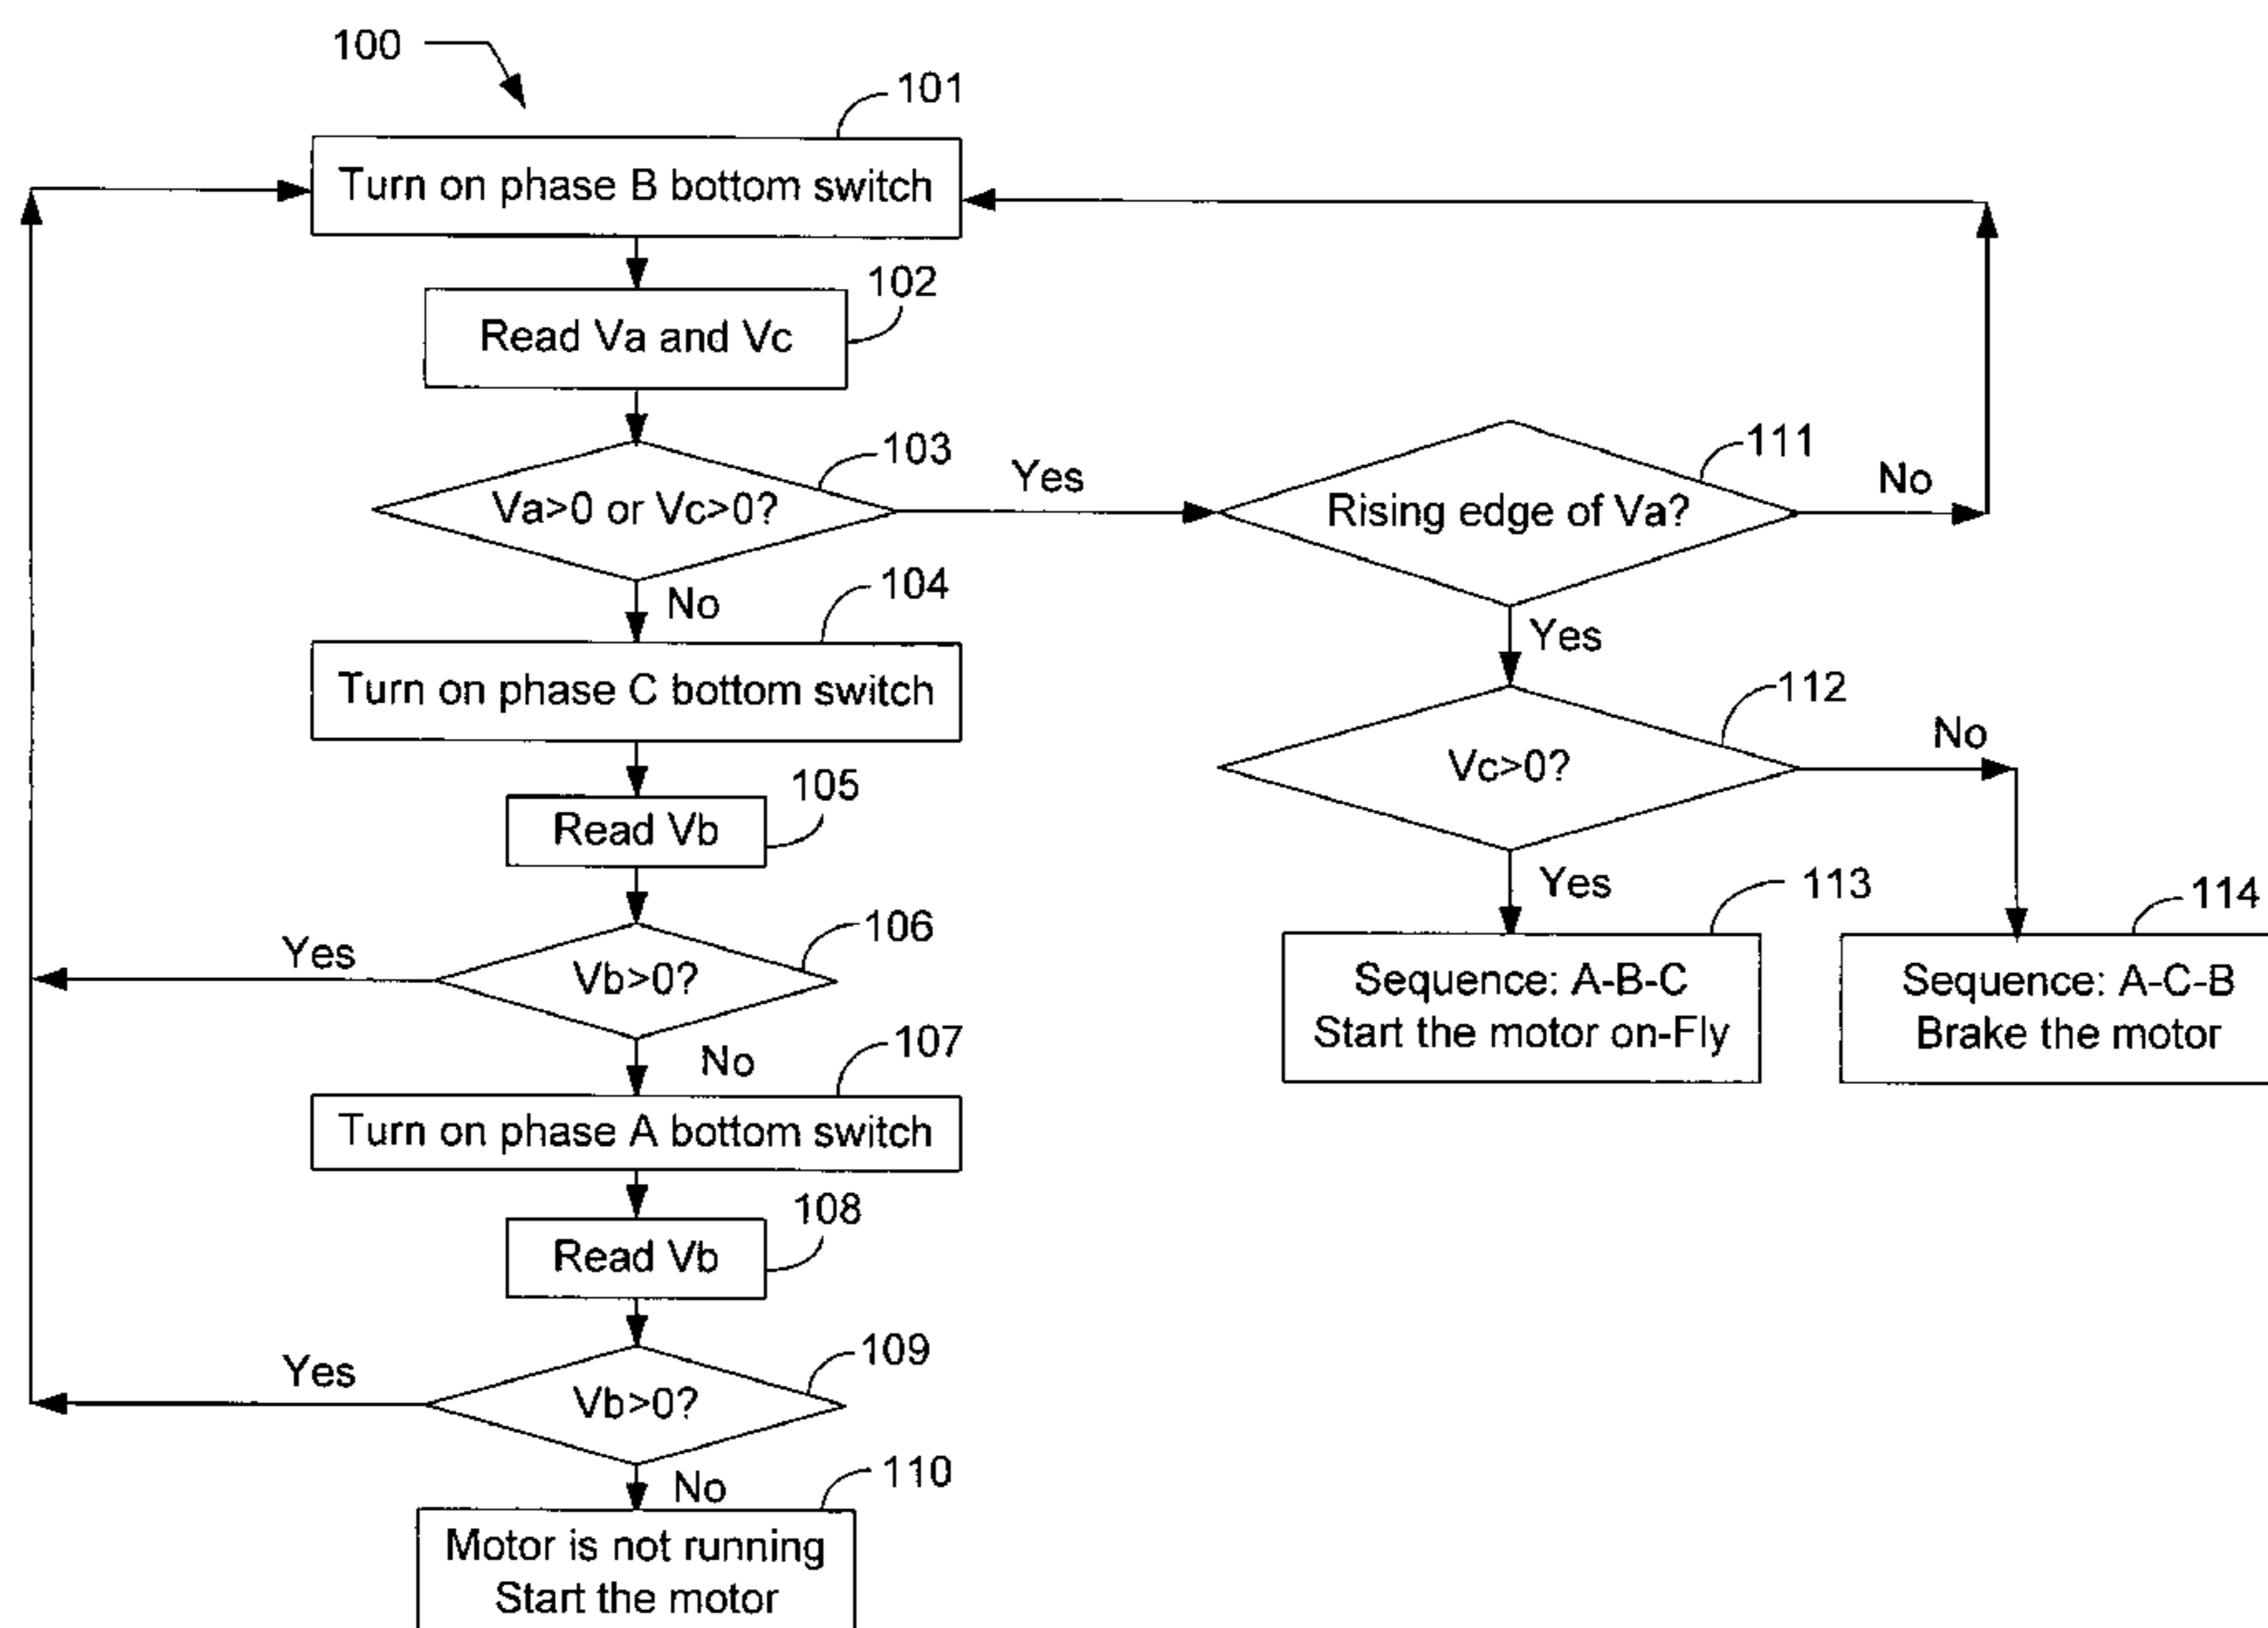 100
101
Turn on phase B bottom switch
102
Read Va and Vc
103
Va>0 or Vc>0?
Yes
111
Rising edge of Va?
No
No
104
Turn on phase C bottom switch
Yes
112
Vc>0?
No
105
Read Vb
Yes
113
Sequence: A-B-C
Start the motor on-Fly
114
Sequence: A-C-B
Brake the motor
106
Vb>0?
Yes
No
107
Turn on phase A bottom switch
108
Read Vb
109
Vb>0?
Yes
No
110
Motor is not running
Start the motor